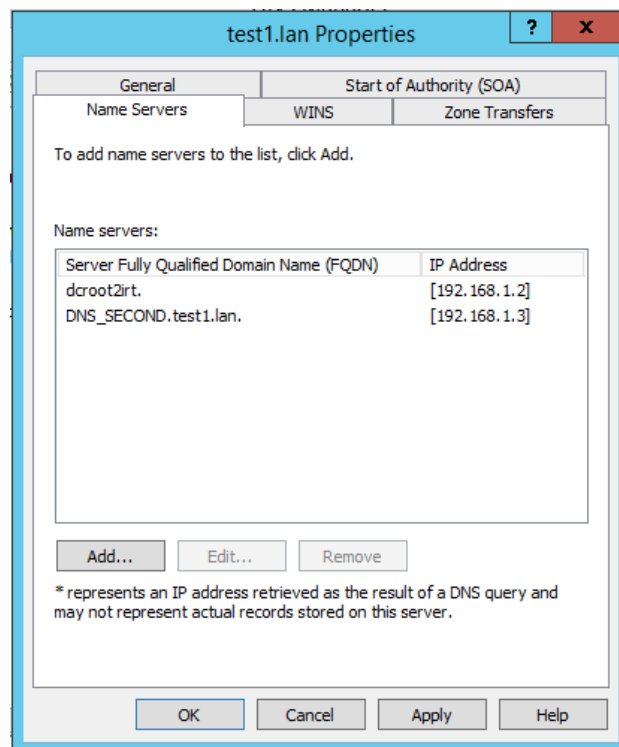 test1.lan Properties
?
x
General
Start of Authority (SOA)
Name Servers
WINS
Zone Transfers
To add name servers to the list, click Add.
Name servers:
Server Fully Qualified Domain Name (FQDN) IP Address
dcroot2irt. [192.168.1.2]
DNS_SECOND.test1.lan. [192.168.1.3]
Add...
Edit...
Remove
* represents an IP address retrieved as the result of a DNS query and
may not represent actual records stored on this server.
OK
Cancel
Apply
Help